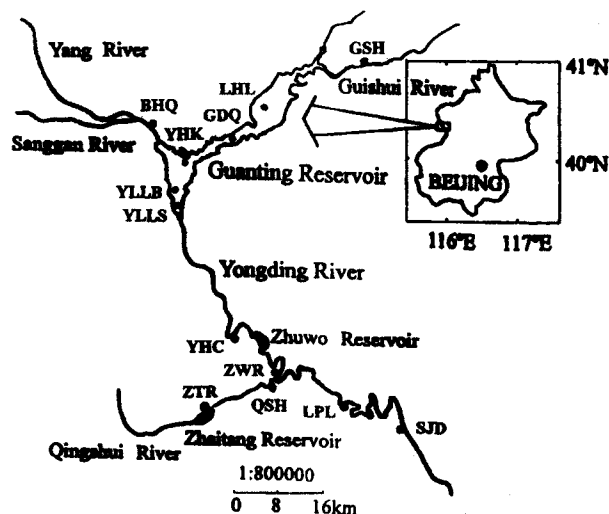 Yang River
GSH
41°N
LHL
Guishui River
BHQ
GDQ
YHK
Sanggan River
40°N
Guanting Reservoir
BEIJING
YLLB
YLLS
116°E 117°E
Yongding River
YHC
Zhuwo Reservoir
ZWR
ZTR
QSH
LPL
SJD
Zhaitang Reservoir
Qingshui River
1:800000
0 8 16km